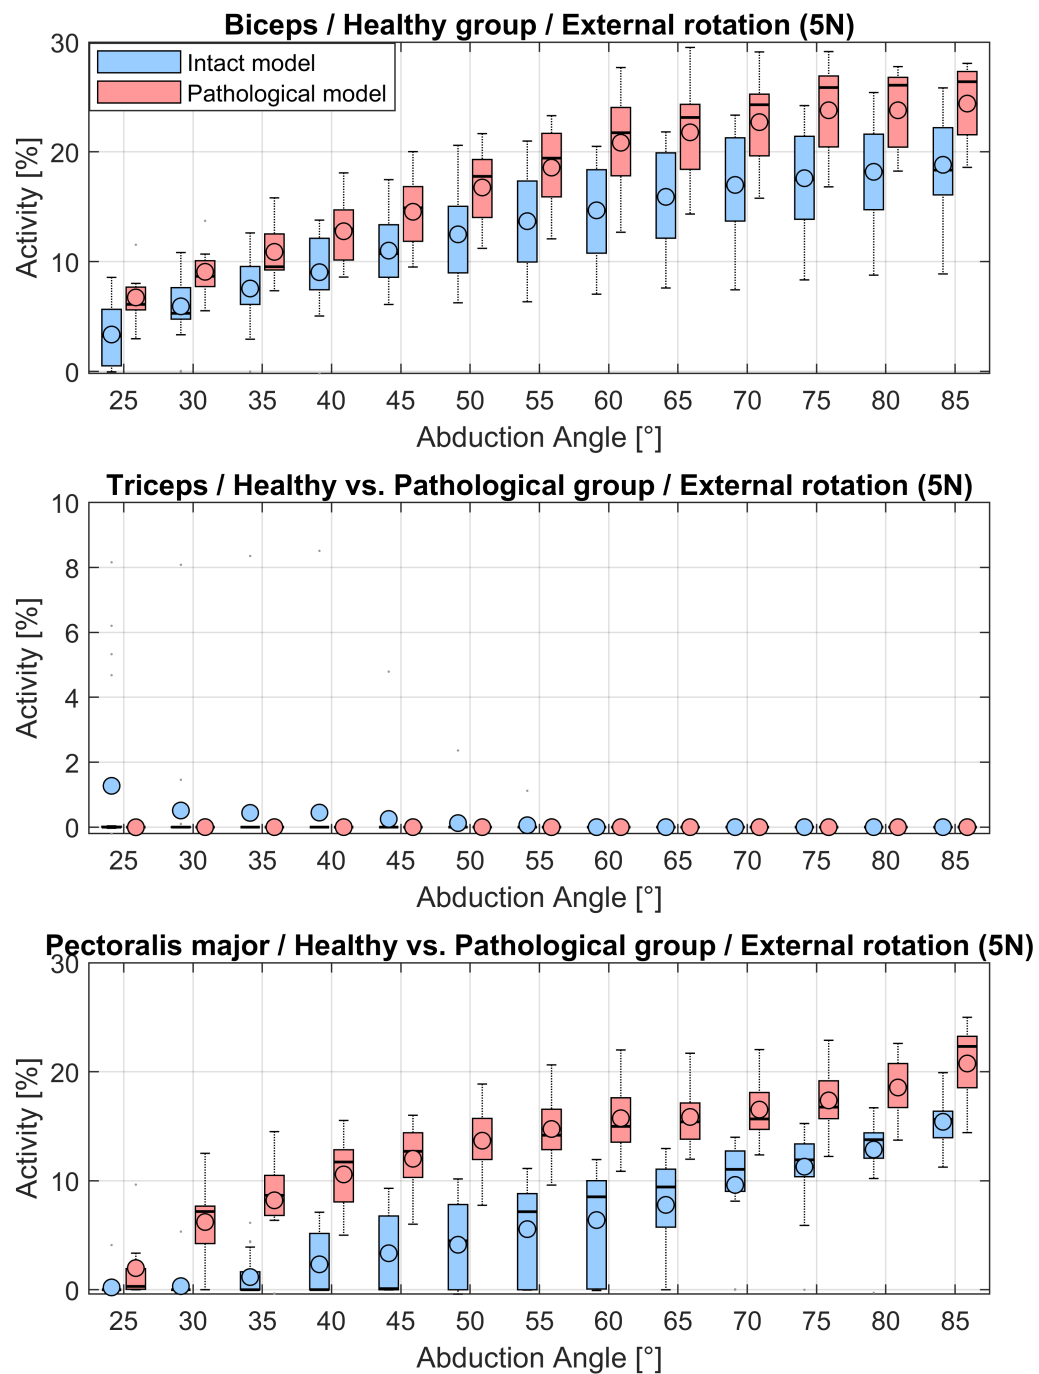 Biceps / Healthy group / External rotation (5N)
30
20
10
0
Activity [%]
Intact model
Pathological model
25 30 35 40 45 50 55 60 65 70 75 80 85
Abduction Angle [°]
Triceps / Healthy vs. Pathological group / External rotation (5N)
10
8
6
4
2
0
Activity [%]
25 30 35 40 45 50 55 60 65 70 75 80 85
Abduction Angle [°]
Pectoralis major / Healthy vs. Pathological group / External rotation (5N)
30
20
10
0
Activity [%]
25 30 35 40 45 50 55 60 65 70 75 80 85
Abduction Angle [°]